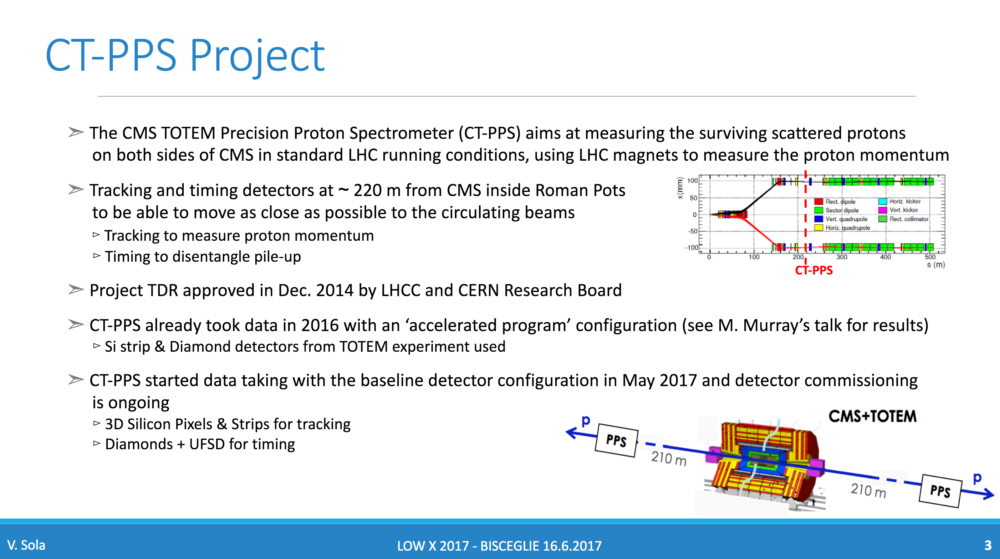 CT-PPS Project
➢ The CMS TOTEM Precision Proton Spectrometer (CT-PPS) aims at measuring the surviving scattered protons
on both sides of CMS in standard LHC running conditions, using LHC magnets to measure the proton momentum
➢ Tracking and timing detectors at ~ 220 m from CMS inside Roman Pots
to be able to move as close as possible to the circulating beams
▻ Tracking to measure proton momentum
▻ Timing to disentangle pile-up
x(mm)
100
50
0
-50
-100
Rect. dipole
Sector dipole
Vert. quadrupole
Horiz. quadrupole
Horiz. kicker
Vert. kicker
Rect. collimator
0 100 200 300 400 500
s (m)
CT-PPS
➢ Project TDR approved in Dec. 2014 by LHCC and CERN Research Board
➢ CT-PPS already took data in 2016 with an ‘accelerated program’ configuration (see M. Murray’s talk for results)
▻ Si strip & Diamond detectors from TOTEM experiment used
➢ CT-PPS started data taking with the baseline detector configuration in May 2017 and detector commissioning
is ongoing
▻ 3D Silicon Pixels & Strips for tracking
▻ Diamonds + UFSD for timing
CMS+TOTEM
p
PPS
210 m
210 m
PPS
p
V. Sola
LOW X 2017 - BISCEGLIE 16.6.2017
3